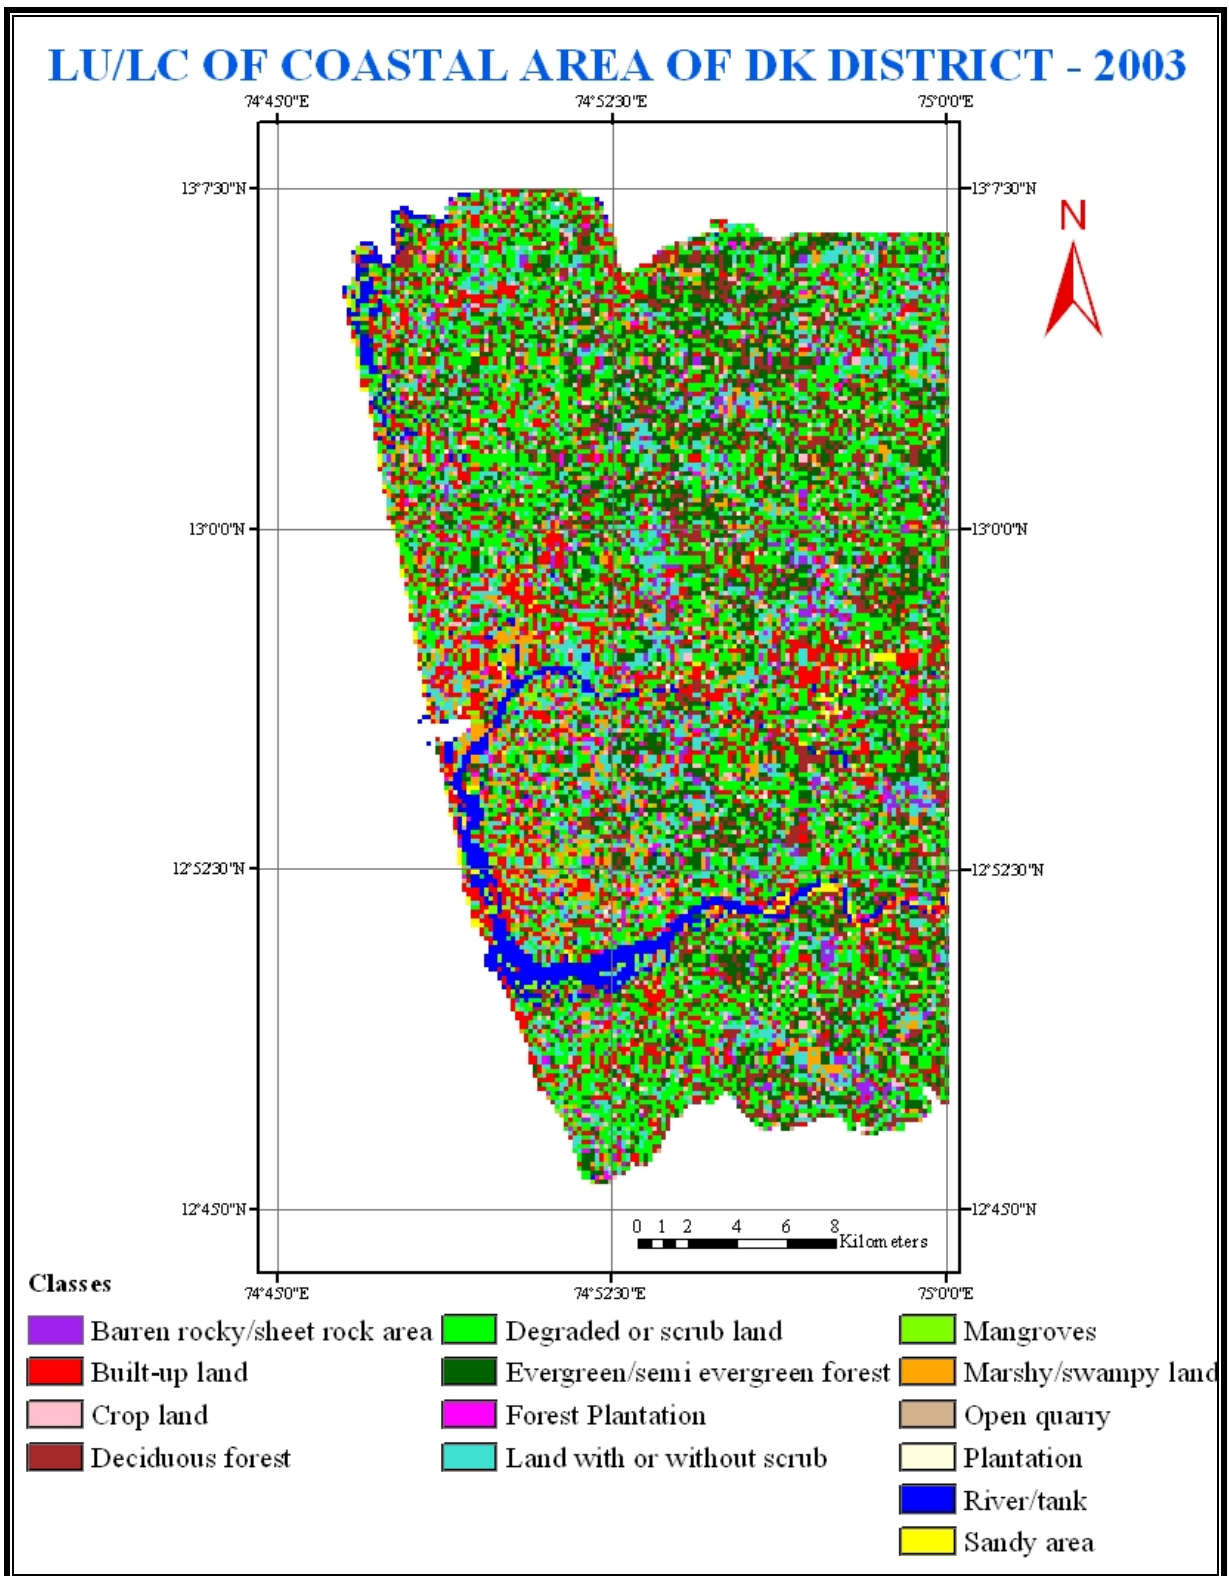 LU/LC OF COASTAL AREA OF DK DISTRICT - 2003
74°45'0"E 74°52'30"E 75°0'0"E
13°7'30"N 13°7'30"N
N
13°0'0"N 13°0'0"N
12°52'30"N 12°52'30"N
12°45'0"N 12°45'0"N
0 1 2 4 6 8
Kilometers
74°45'0"E 74°52'30"E 75°0'0"E
Classes
Barren rocky/sheet rock area
Built-up land
Crop land
Deciduous forest
Degraded or scrub land
Evergreen/semi evergreen forest
Forest Plantation
Land with or without scrub
Mangroves
Marshy/swampy land
Open quarry
Plantation
River/tank
Sandy area